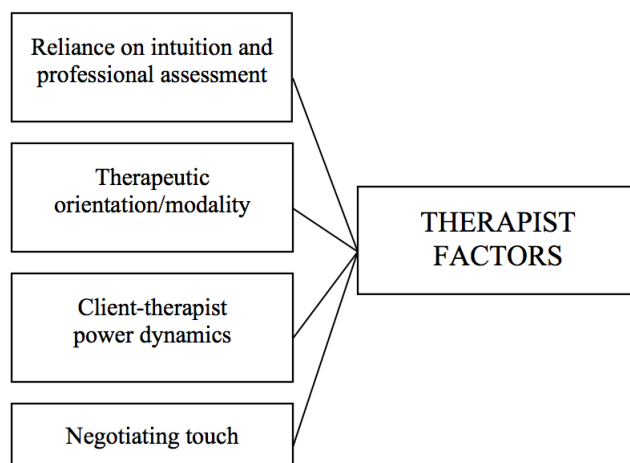 Reliance on intuition and
professional assessment
Therapeutic
orientation/modality
THERAPIST
FACTORS
Client-therapist
power dynamics
Negotiating touch